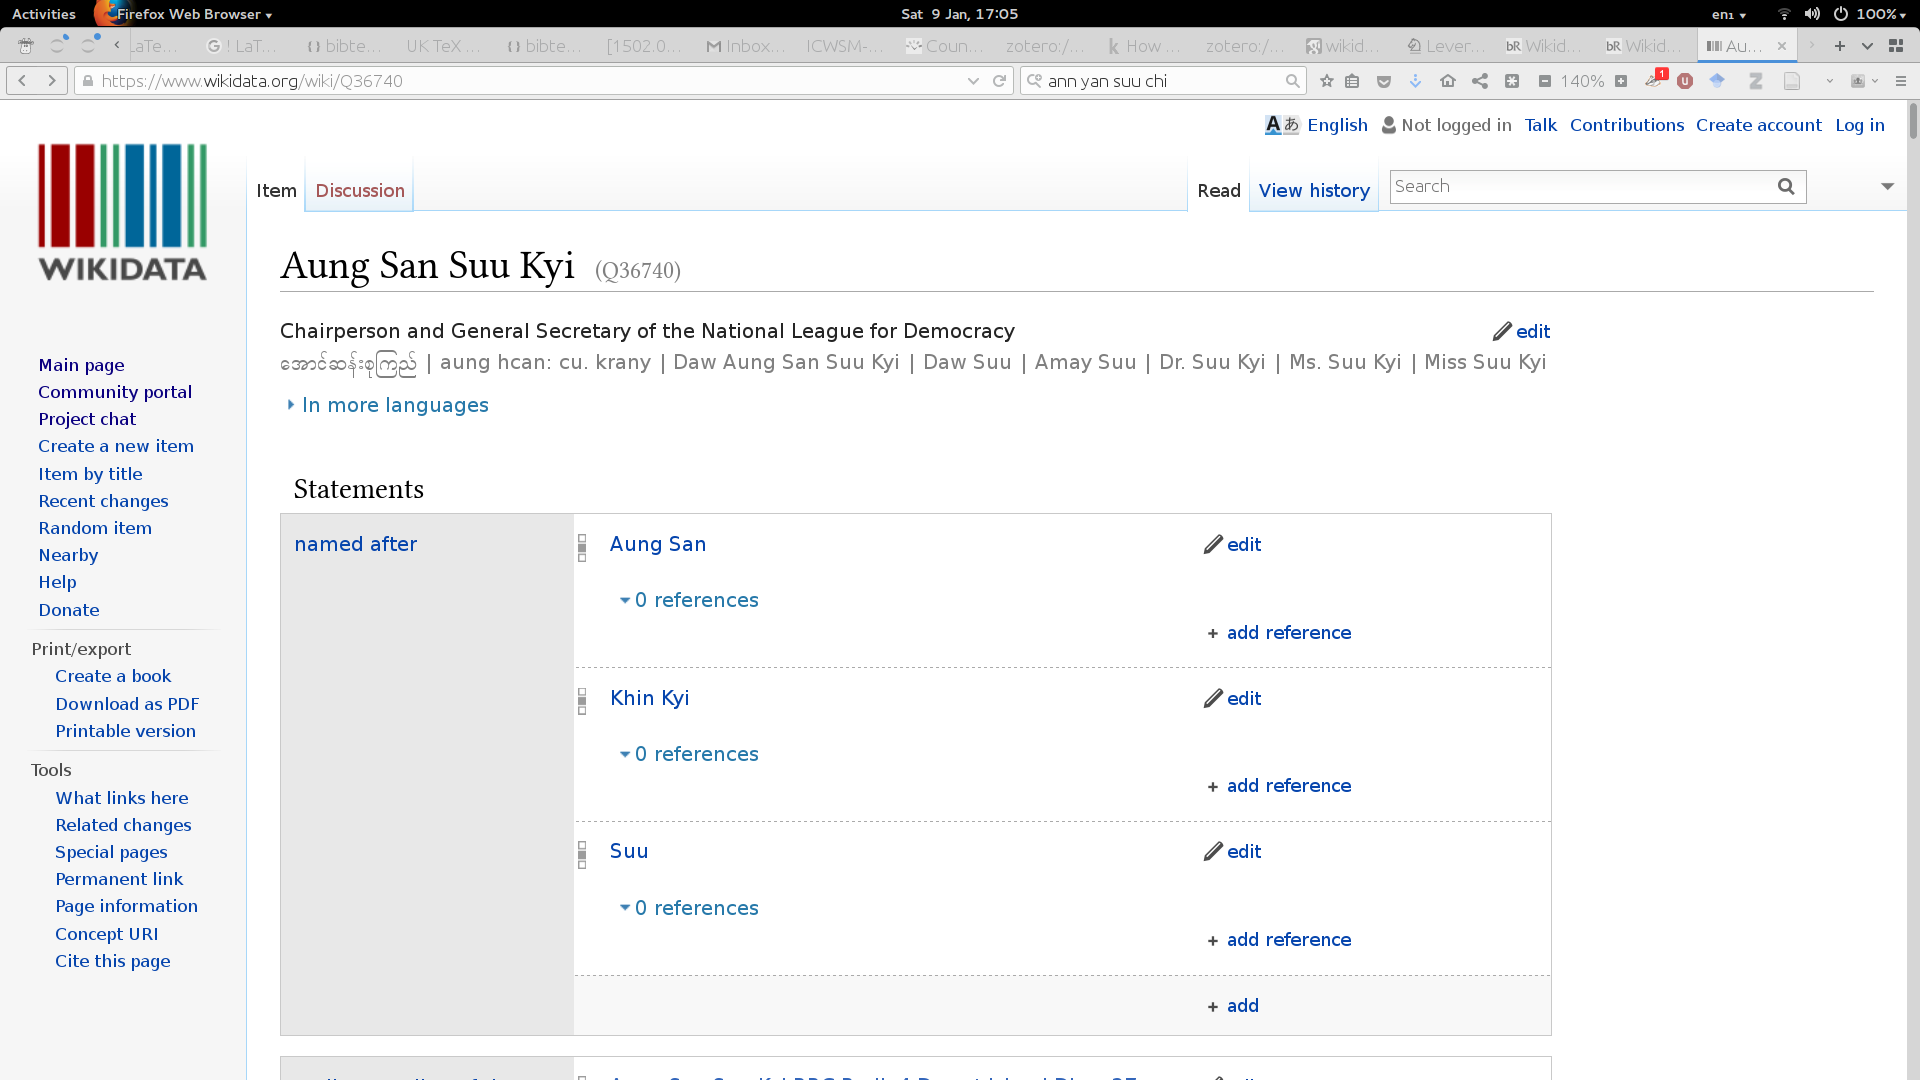 Activities Firefox Web Browser Sat 9 Jan, 17:05 en₁ 100%
LaTe... ! LaT... bibte... UK TeX ... bibte... [1502.0... Inbox... ICWSM-... Coun... zotero:/... How ... zotero:/... wikid... Lever... Wikid... Wikid... Au...
https://www.wikidata.org/wiki/Q36740 ann yan suu chi 140% 1
English Not logged in Talk Contributions Create account Log in
Item Discussion Read View history Search
WIKIDATA
Aung San Suu Kyi (Q36740)
Chairperson and General Secretary of the National League for Democracy edit
အောင်ဆန်းစုကြည် | aung hcan: cu. krany | Daw Aung San Suu Kyi | Daw Suu | Amay Suu | Dr. Suu Kyi | Ms. Suu Kyi | Miss Suu Kyi
In more languages
Main page
Community portal
Project chat
Create a new item
Item by title
Recent changes
Random item
Nearby
Help
Donate
Print/export
Create a book
Download as PDF
Printable version
Tools
What links here
Related changes
Special pages
Permanent link
Page information
Concept URI
Cite this page
Statements
named after
Aung San edit
0 references
+ add reference
Khin Kyi edit
0 references
+ add reference
Suu edit
0 references
+ add reference
+ add